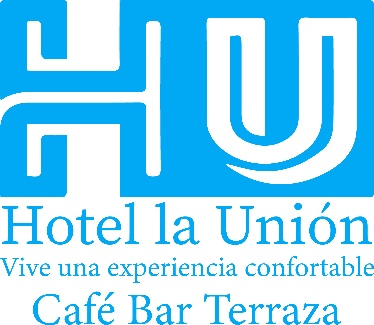 HU
Hotel la Unión
Vive una experiencia confortable
Café Bar Terraza